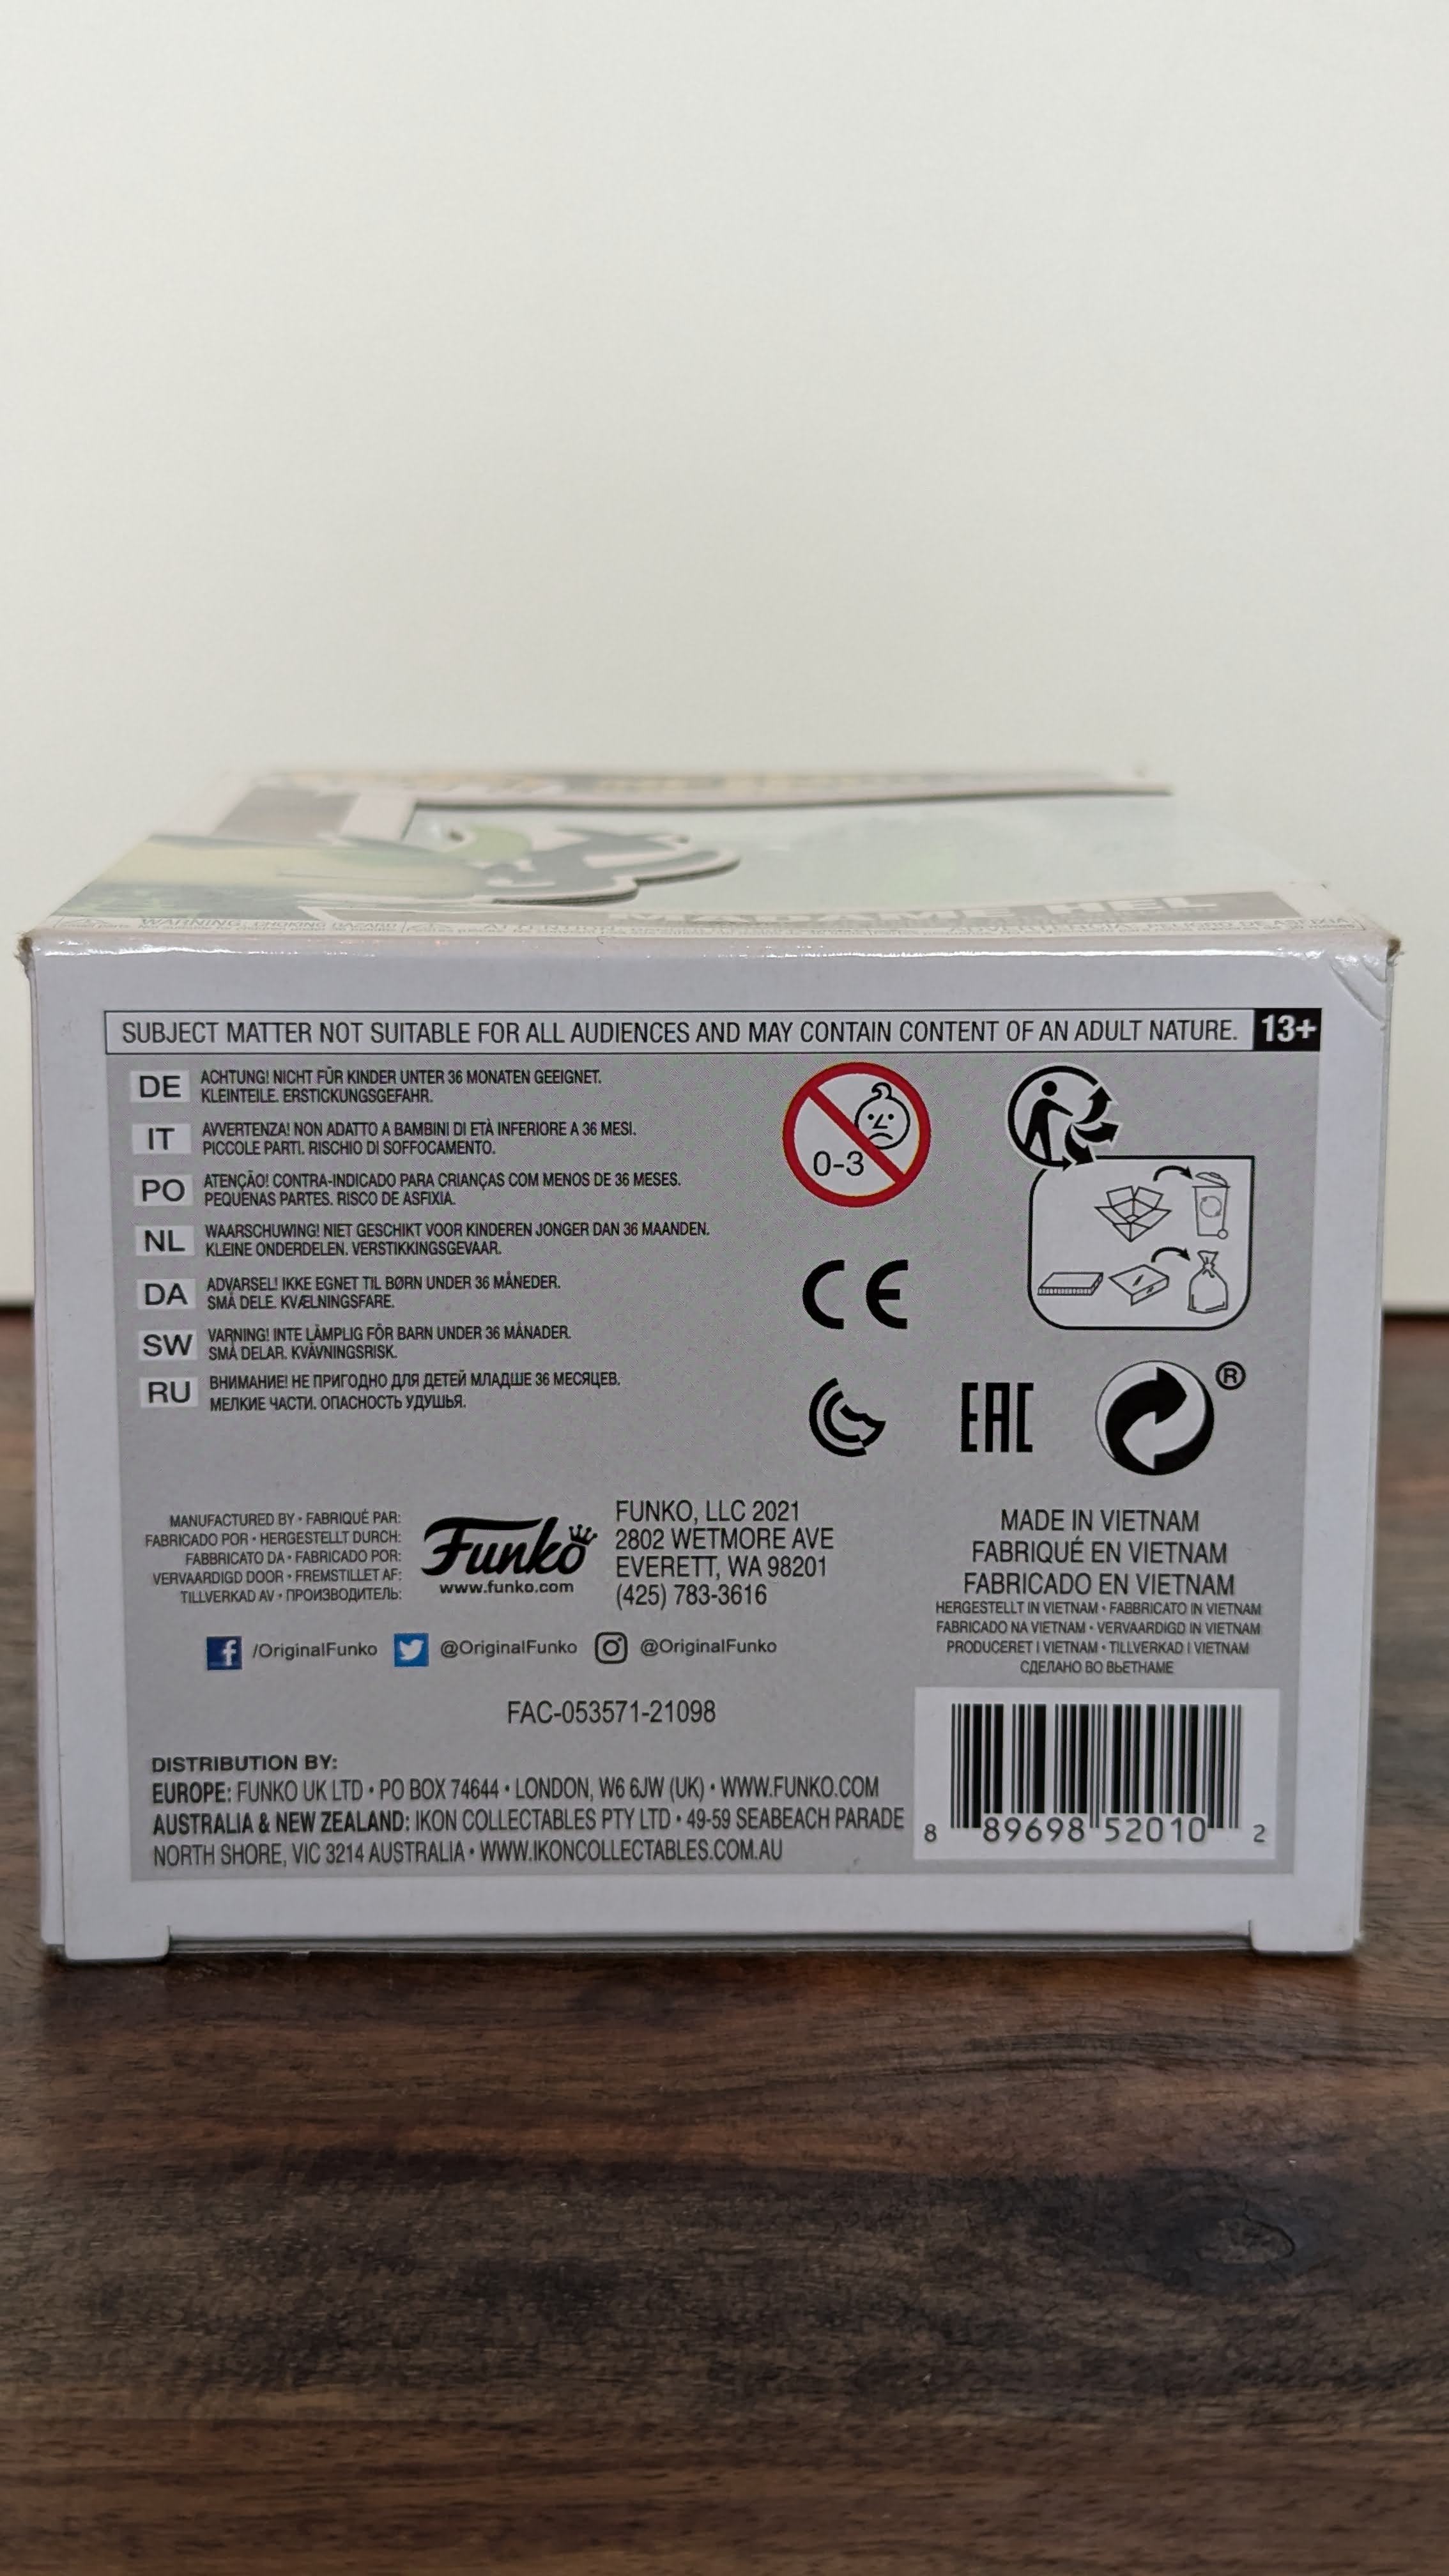 WARNING: CHOKING HAZARD
MADAME HEL
SUBJECT MATTER NOT SUITABLE FOR ALL AUDIENCES AND MAY CONTAIN CONTENT OF AN ADULT NATURE. 13+
DE ACHTUNG! NICHT FÜR KINDER UNTER 36 MONATEN GEEIGNET.
KLEINTEILE. ERSTICKUNGSGEFAHR.
IT AVVERTENZA! NON ADATTO A BAMBINI DI ETÀ INFERIORE A 36 MESI.
PICCOLE PARTI. RISCHIO DI SOFFOCAMENTO.
PO ATENÇÃO! CONTRA-INDICADO PARA CRIANÇAS COM MENOS DE 36 MESES.
PEQUENAS PARTES. RISCO DE ASFIXIA.
NL WAARSCHUWING! NIET GESCHIKT VOOR KINDEREN JONGER DAN 36 MAANDEN.
KLEINE ONDERDELEN. VERSTIKKINGSGEVAAR.
DA ADVARSEL! IKKE EGNET TIL BØRN UNDER 36 MÅNEDER.
SMÅ DELE. KVÆLNINGSFARE.
SW VARNING! INTE LÄMPLIG FÖR BARN UNDER 36 MÅNADER.
SMÅ DELAR. KVÄVNINGSRISK.
RU ВНИМАНИЕ! НЕ ПРИГОДНО ДЛЯ ДЕТЕЙ МЛАДШЕ 36 МЕСЯЦЕВ.
МЕЛКИЕ ЧАСТИ. ОПАСНОСТЬ УДУШЬЯ.
0-3
CE
EAC
®
MANUFACTURED BY • FABRIQUÉ PAR:
FABRICADO POR • HERGESTELLT DURCH:
FABBRICATO DA • FABRICADO POR:
VERVAARDIGD DOOR • FREMSTILLET AF:
TILLVERKAD AV • ПРОИЗВОДИТЕЛЬ:
Funko
www.funko.com
FUNKO, LLC 2021
2802 WETMORE AVE
EVERETT, WA 98201
(425) 783-3616
MADE IN VIETNAM
FABRIQUÉ EN VIETNAM
FABRICADO EN VIETNAM
HERGESTELLT IN VIETNAM • FABBRICATO IN VIETNAM
FABRICADO NA VIETNAM • VERVAARDIGD IN VIETNAM
PRODUCERET I VIETNAM • TILLVERKAD I VIETNAM
СДЕЛАНО ВО ВЬЕТНАМЕ
/OriginalFunko @OriginalFunko @OriginalFunko
FAC-053571-21098
DISTRIBUTION BY:
EUROPE: FUNKO UK LTD • PO BOX 74644 • LONDON, W6 6JW (UK) • WWW.FUNKO.COM
AUSTRALIA & NEW ZEALAND: IKON COLLECTABLES PTY LTD • 49-59 SEABEACH PARADE
NORTH SHORE, VIC 3214 AUSTRALIA • WWW.IKONCOLLECTABLES.COM.AU
8 89698 52010 2